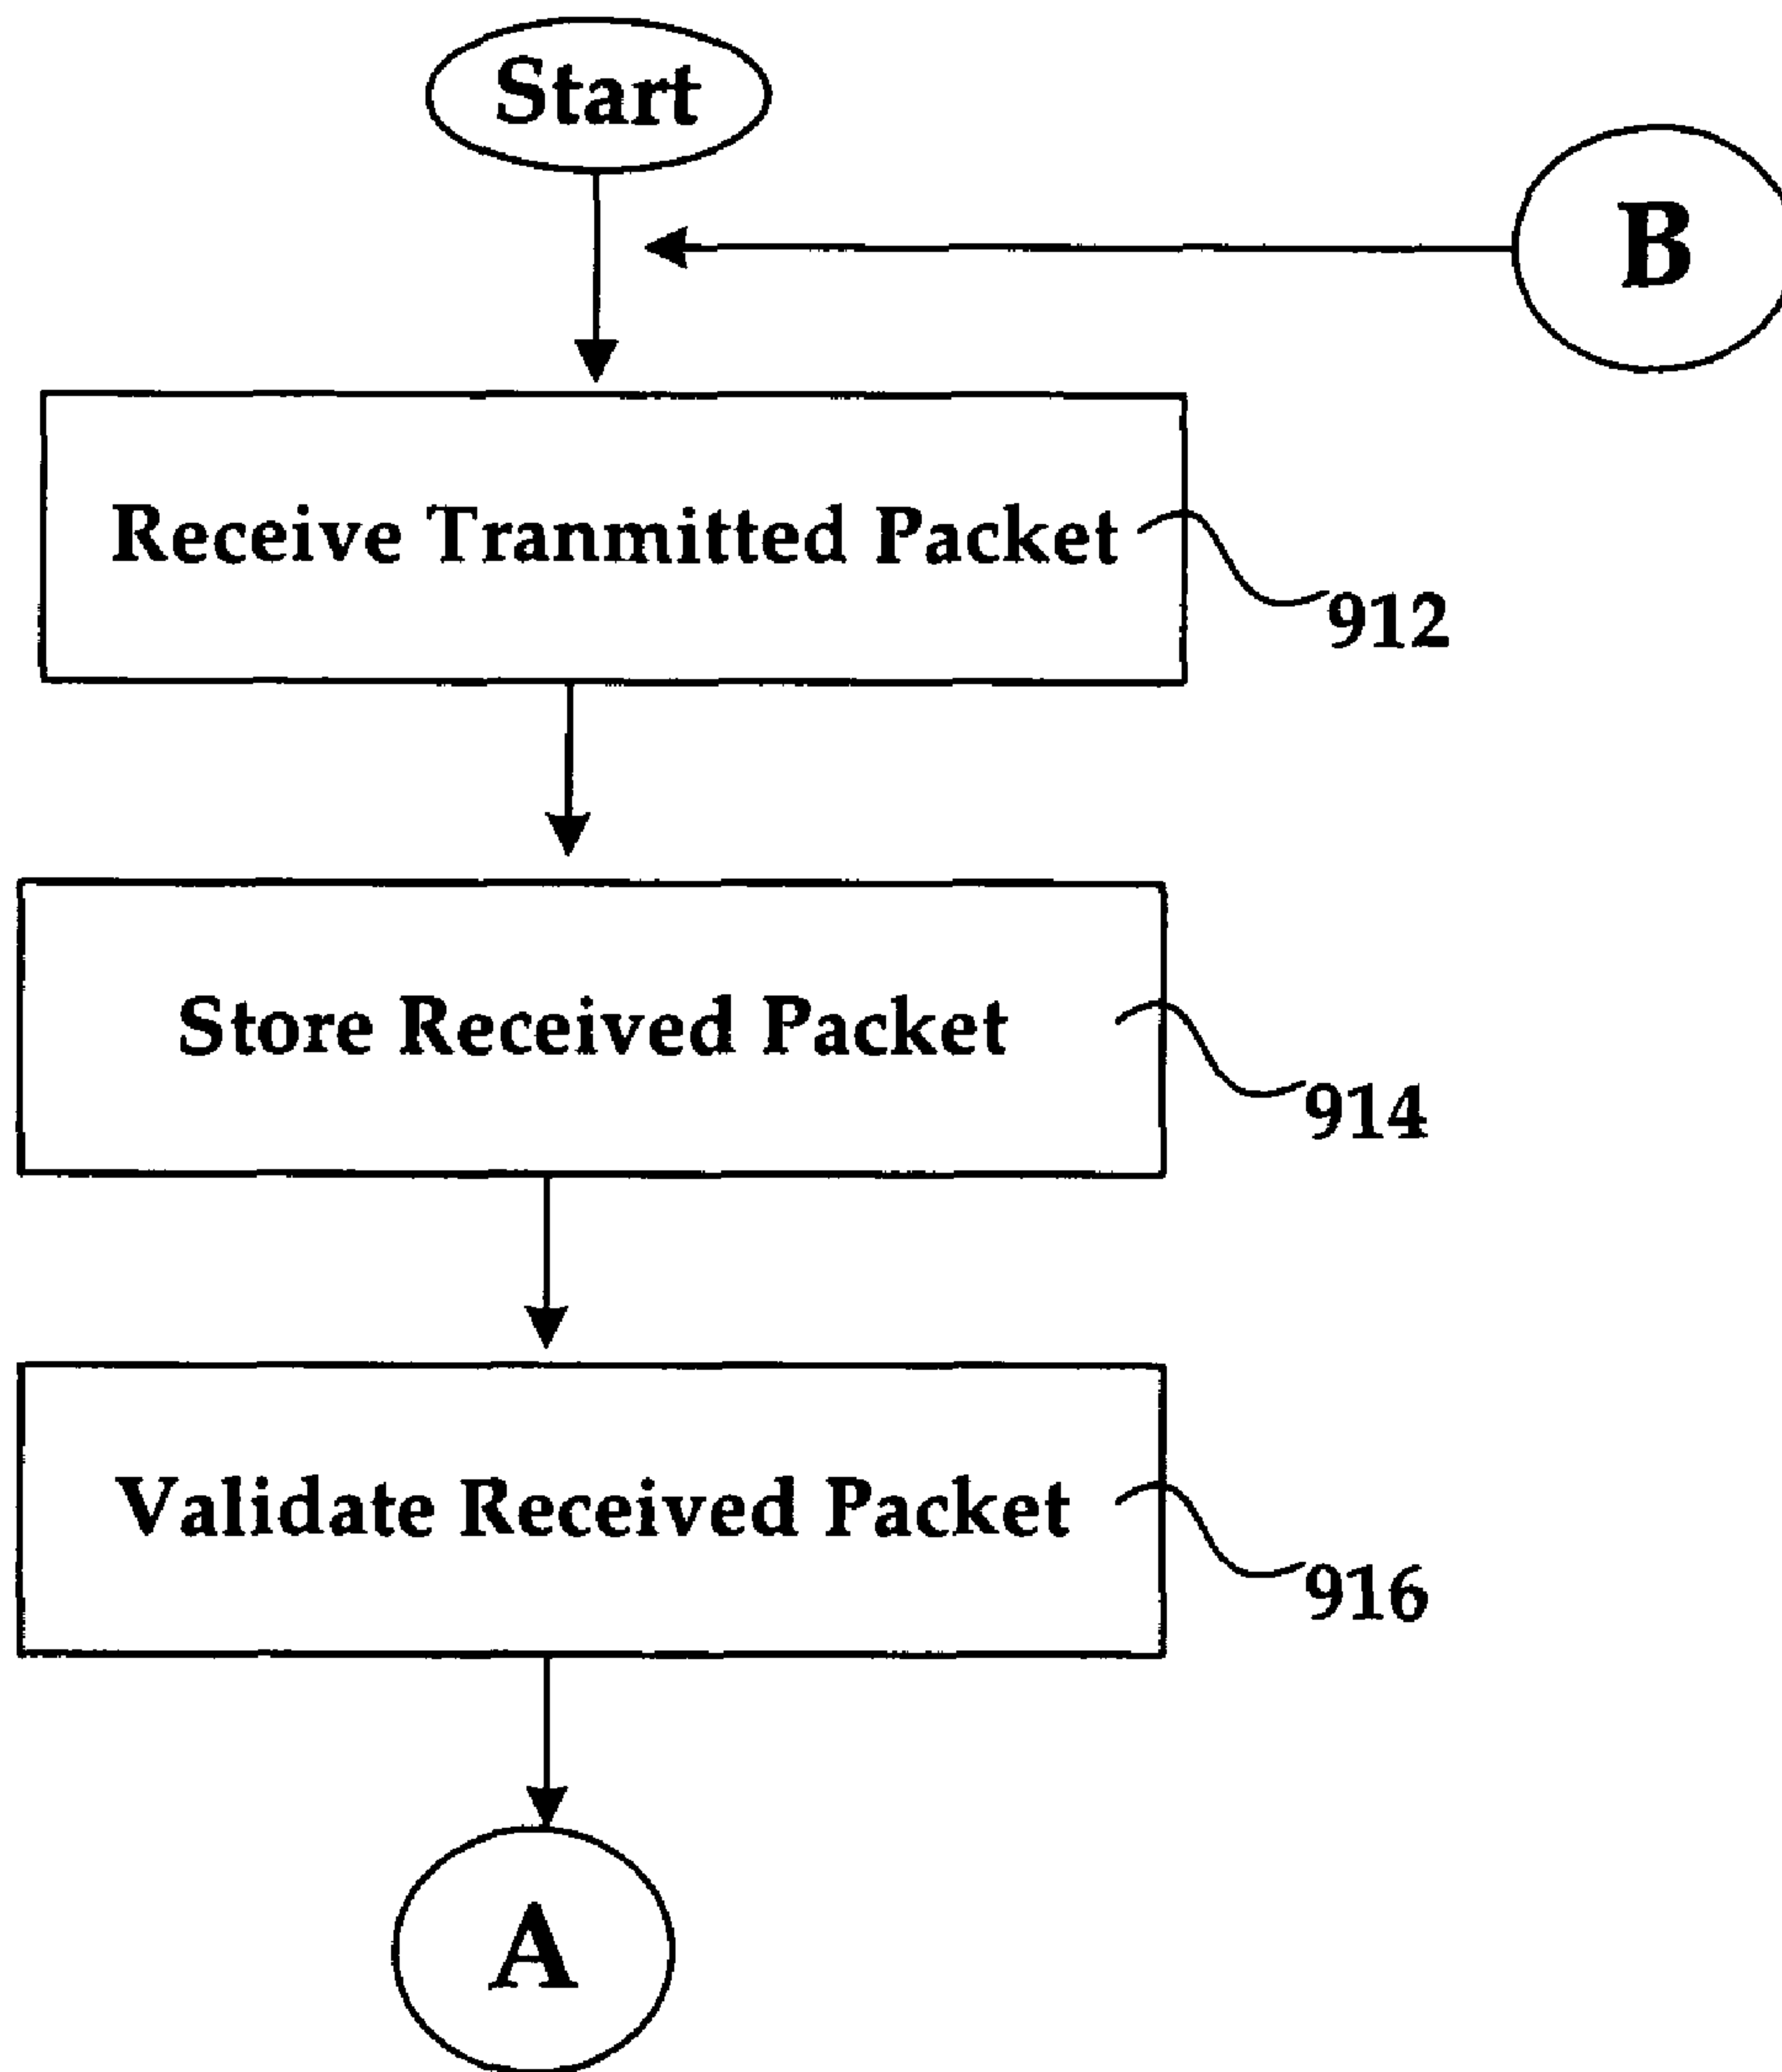 Start
B
Receive Tranmitted Packet
912
Store Received Packet
914
Validate Received Packet
916
A